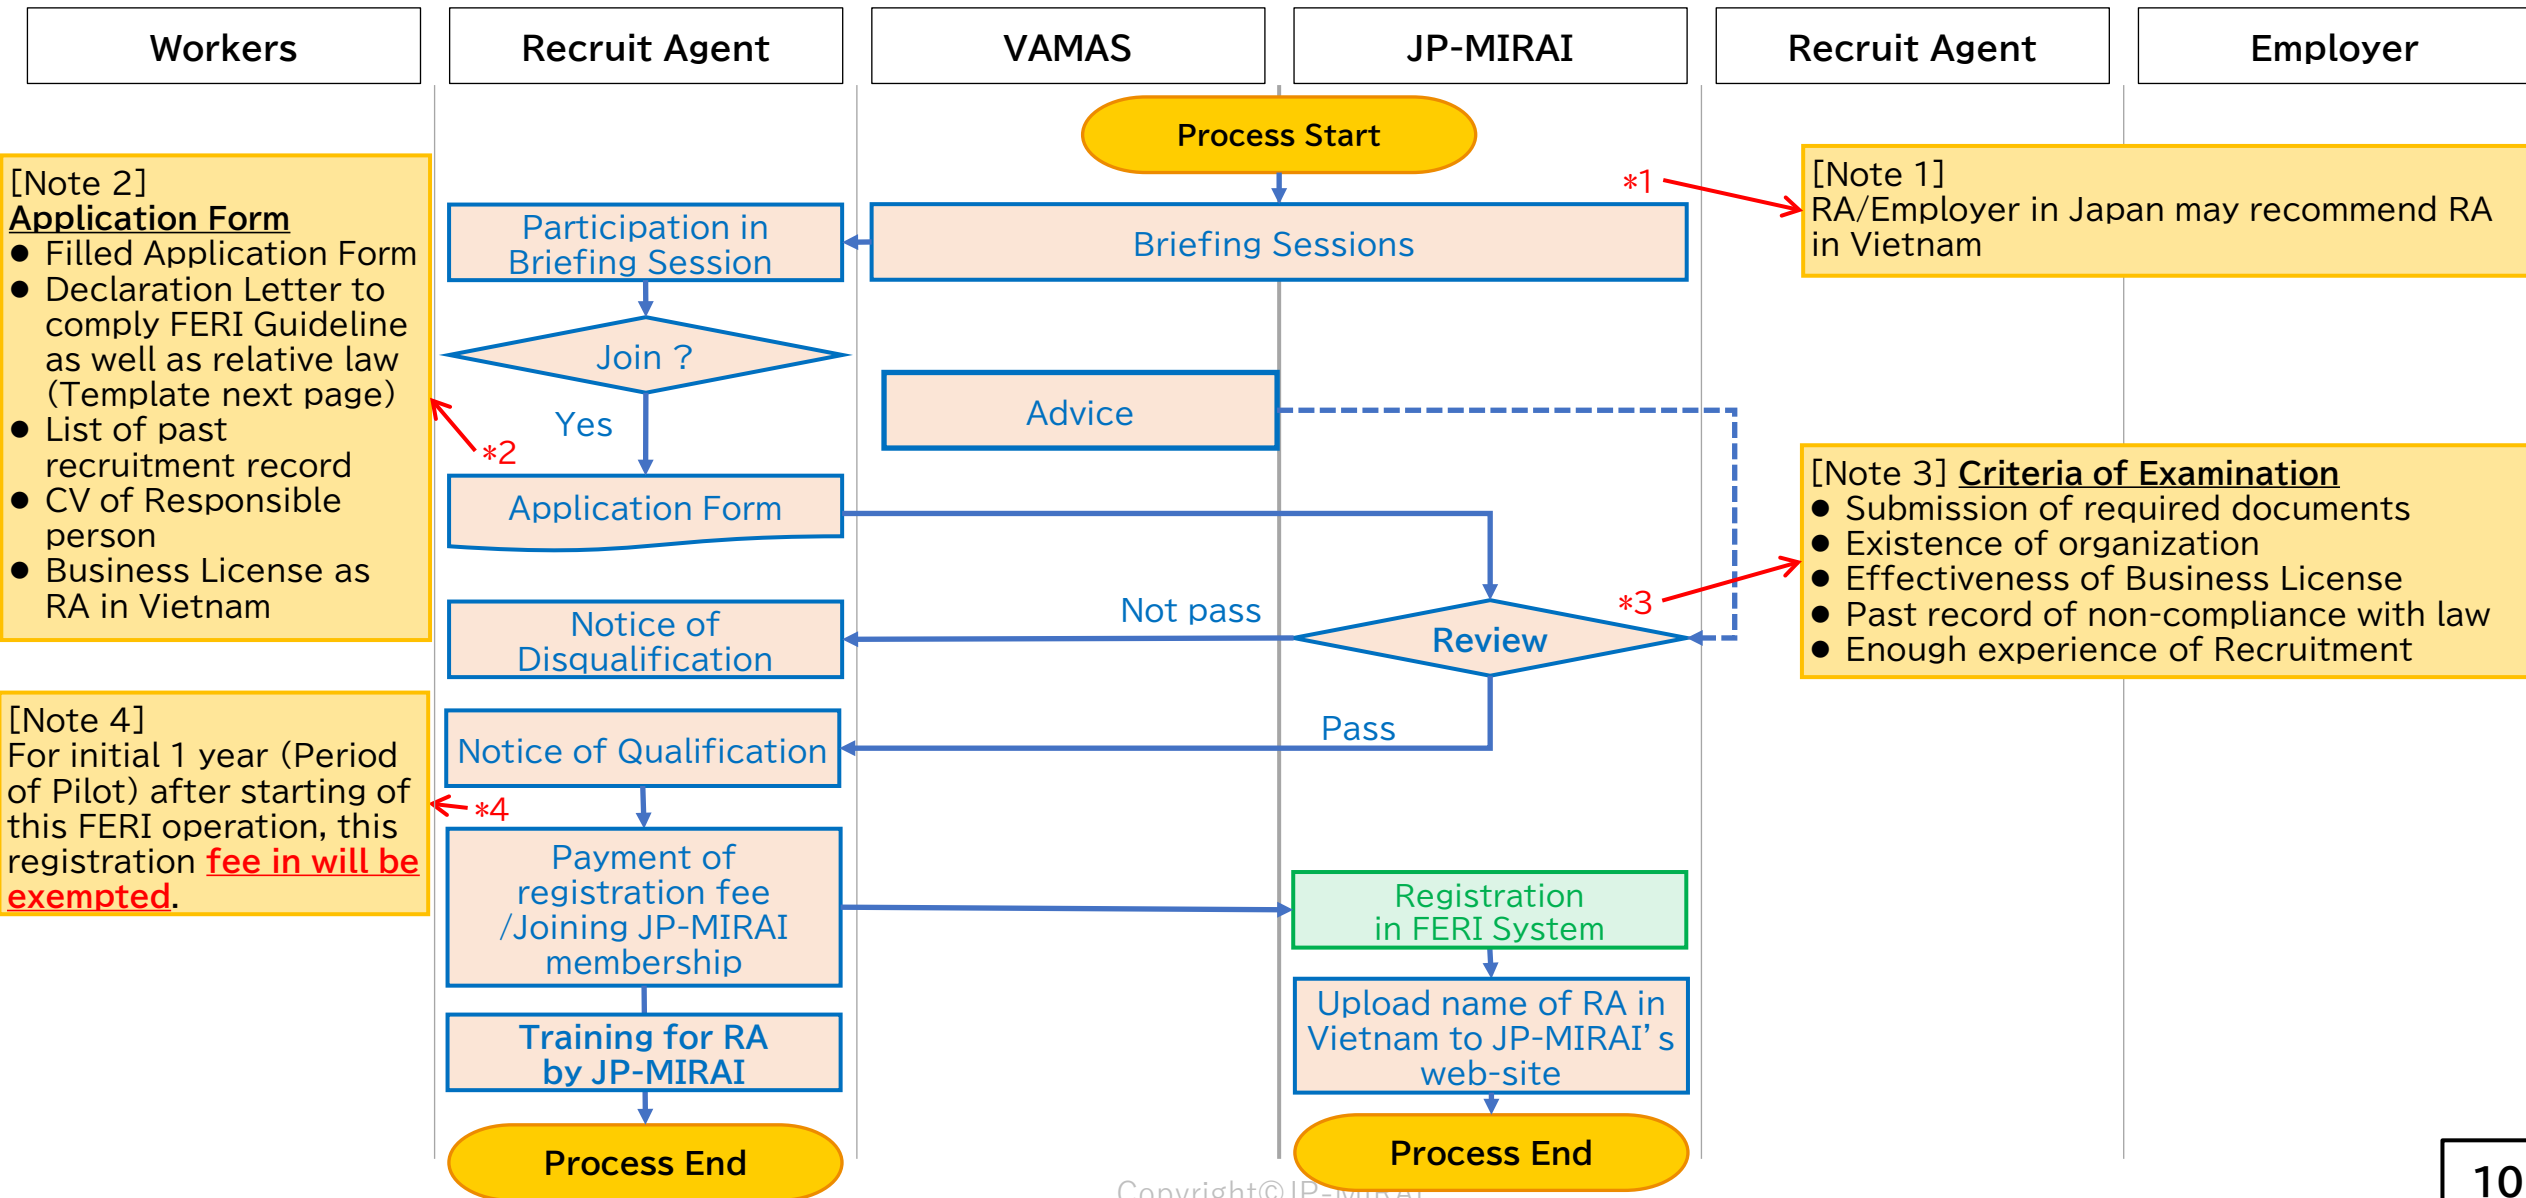 Workers
Recruit Agent
VAMAS
JP-MIRAI
Recruit Agent
Employer
Process Start
[Note 2]
Application Form
● Filled Application Form
● Declaration Letter to
comply FERI Guideline
as well as relative law
(Template next page)
● List of past
recruitment record
● CV of Responsible
person
● Business License as
RA in Vietnam
Participation in
Briefing Session
Briefing Sessions
*1
[Note 1]
RA/Employer in Japan may recommend RA
in Vietnam
Join ?
Yes
*2
Advice
Application Form
[Note 3] Criteria of Examination
● Submission of required documents
● Existence of organization
● Effectiveness of Business License
● Past record of non-compliance with law
● Enough experience of Recruitment
*3
Review
Not pass
Notice of
Disqualification
Pass
Notice of Qualification
[Note 4]
For initial 1 year (Period
of Pilot) after starting of
this FERI operation, this
registration fee in will be
exempted.
*4
Payment of
registration fee
/Joining JP-MIRAI
membership
Registration
in FERI System
Training for RA
by JP-MIRAI
Upload name of RA in
Vietnam to JP-MIRAI’s
web-site
Process End
Process End
Copyright©JP-MIRAI
10